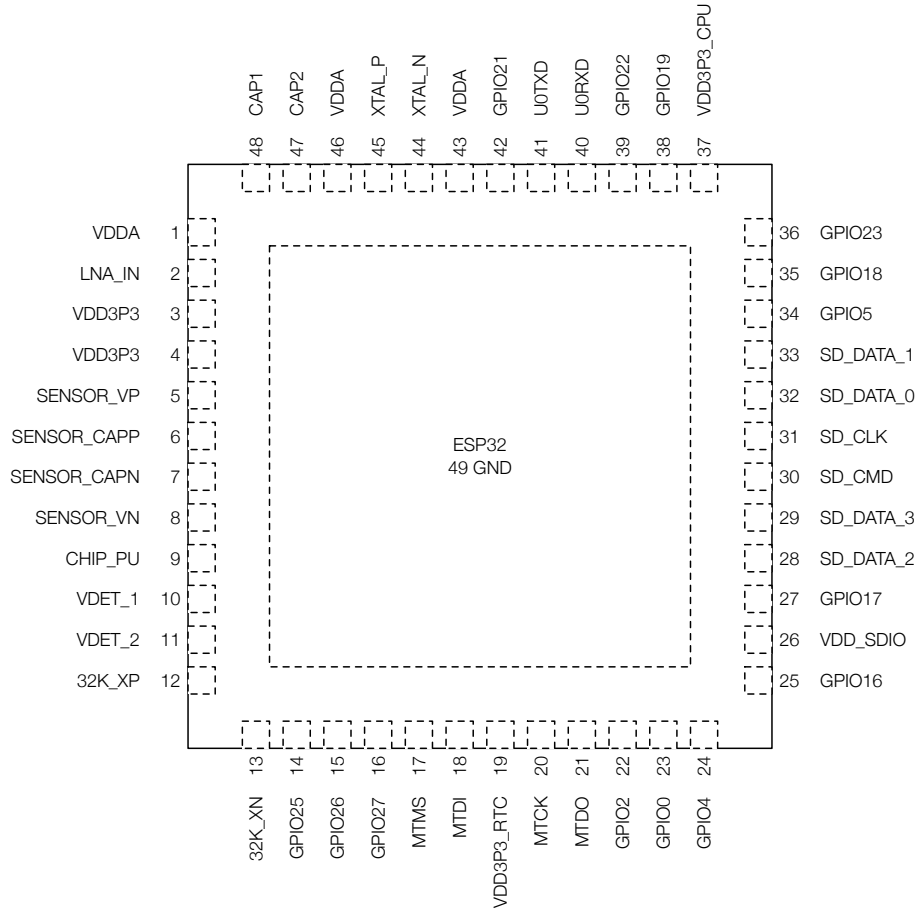 CAP1
CAP2
VDDA
XTAL_P
XTAL_N
VDDA
GPIO21
U0TXD
U0RXD
GPIO22
GPIO19
VDD3P3_CPU
48
47
46
45
44
43
42
41
40
39
38
37
VDDA 1
LNA_IN 2
VDD3P3 3
VDD3P3 4
SENSOR_VP 5
SENSOR_CAPP 6
SENSOR_CAPN 7
SENSOR_VN 8
CHIP_PU 9
VDET_1 10
VDET_2 11
32K_XP 12
ESP32
49 GND
36 GPIO23
35 GPIO18
34 GPIO5
33 SD_DATA_1
32 SD_DATA_0
31 SD_CLK
30 SD_CMD
29 SD_DATA_3
28 SD_DATA_2
27 GPIO17
26 VDD_SDIO
25 GPIO16
13
14
15
16
17
18
19
20
21
22
23
24
32K_XN
GPIO25
GPIO26
GPIO27
MTMS
MTDI
VDD3P3_RTC
MTCK
MTDO
GPIO2
GPIO0
GPIO4